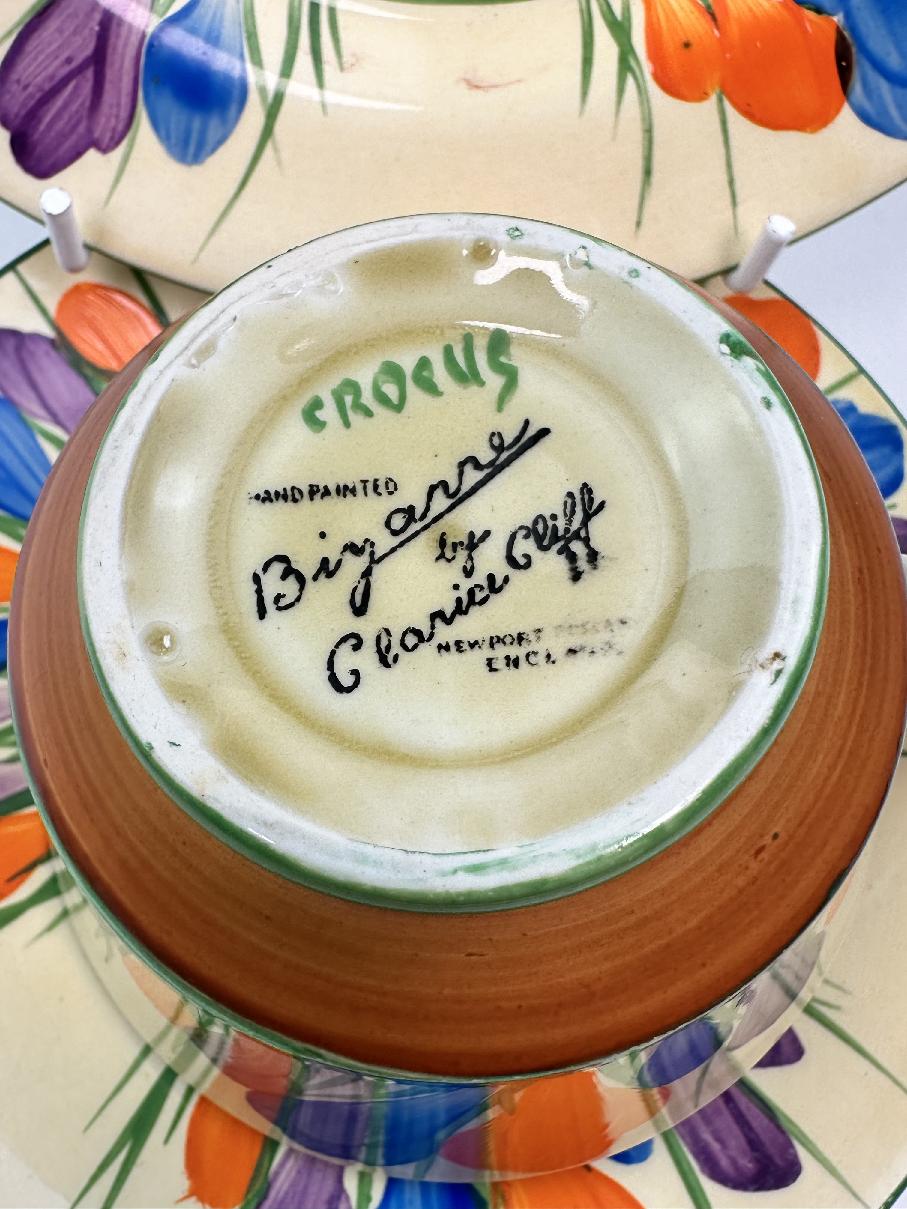 CROCUS
HAND PAINTED
Bizarre
by
Clarice Cliff
NEWPORT
ENGLAND